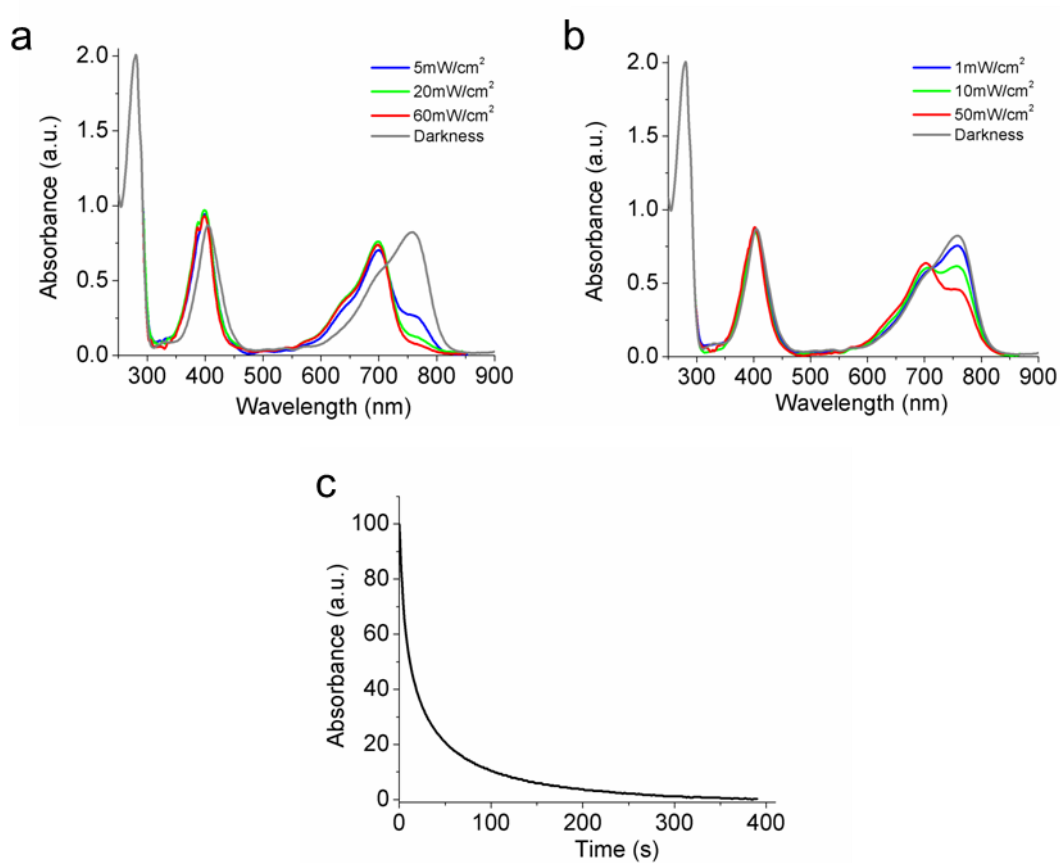 a
5mW/cm²
20mW/cm²
60mW/cm²
Darkness
Absorbance (a.u.)
2.0
1.5
1.0
0.5
0.0
300 400 500 600 700 800 900
Wavelength (nm)
b
1mW/cm²
10mW/cm²
50mW/cm²
Darkness
Absorbance (a.u.)
2.0
1.5
1.0
0.5
0.0
300 400 500 600 700 800 900
Wavelength (nm)
c
Absorbance (a.u.)
100
80
60
40
20
0
0 100 200 300 400
Time (s)